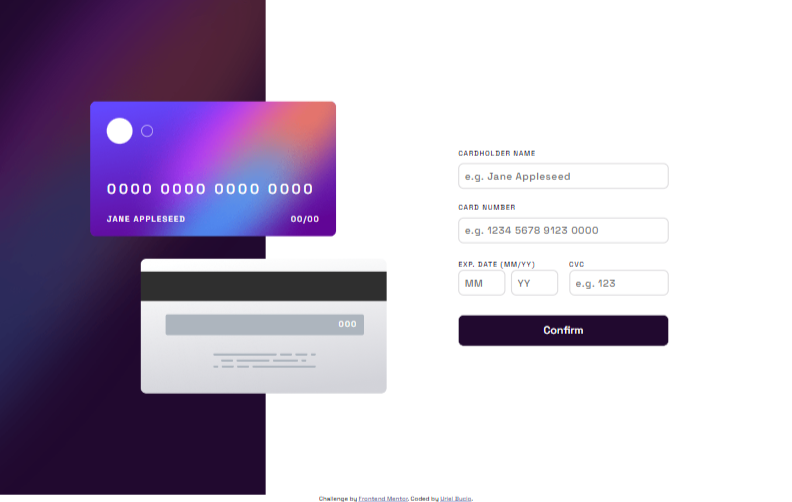 0000 0000 0000 0000
JANE APPLESEED 00/00
000
CARDHOLDER NAME
e.g. Jane Appleseed
CARD NUMBER
e.g. 1234 5678 9123 0000
EXP. DATE (MM/YY) CVC
MM YY e.g. 123
Confirm
Challenge by Frontend Mentor. Coded by Uriel Bucio.